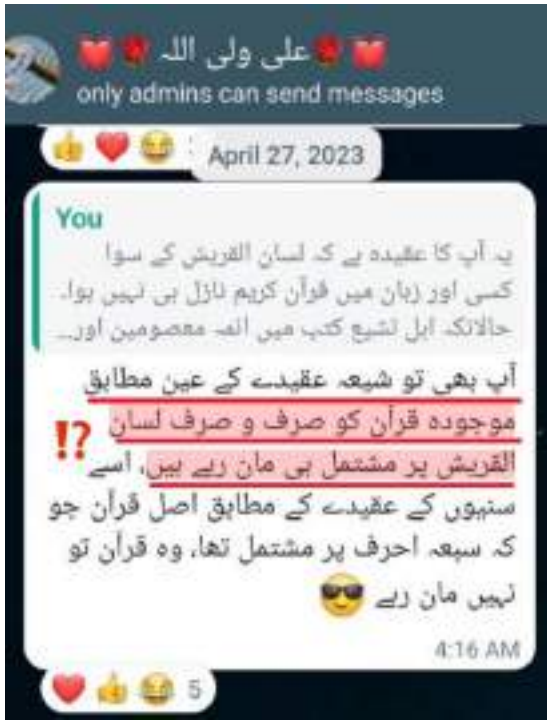 ❤️🌹علی ولی اللہ 🌹❤️
only admins can send messages
👍 ❤️ 😂
April 27, 2023
You
یہ آپ کا عقیدہ ہے کہ لسان القریش کے سوا
کسی اور زبان میں قرآن کریم نازل ہی نہیں ہوا۔
حالانکہ اہل تشیع کتب میں ائمہ معصومین اور...
آپ بھی تو شیعہ عقیدے کے عین مطابق
موجودہ قرآن کو صرف و صرف لسان
القریش پر مشتمل ہی مان رہے ہیں، اسے
⁉️
سنیوں کے عقیدے کے مطابق اصل قرآن جو
کہ سبعہ احرف پر مشتمل تھا، وہ قرآن تو
نہیں مان رہے 😎
4:16 AM
❤️ 👍 😂 5